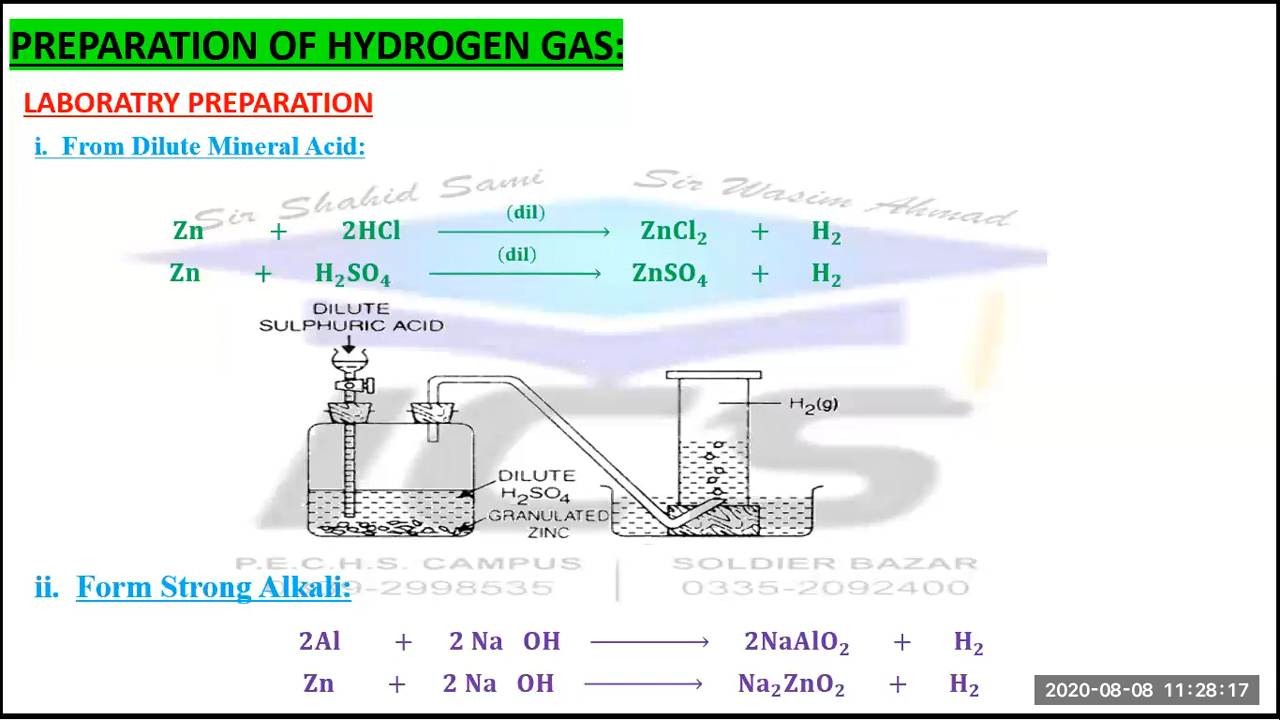 PREPARATION OF HYDROGEN GAS:
LABORATRY PREPARATION
i. From Dilute Mineral Acid:
Sir Shahid Sami Sir Wasim Ahmad
Zn + 2HCl (dil) ⟶ ZnCl₂ + H₂
Zn + H₂SO₄ (dil) ⟶ ZnSO₄ + H₂
DILUTE
SULPHURIC ACID
H₂(g)
DILUTE
H₂SO₄
GRANULATED
ZINC
P.E.C.H.S. CAMPUS | SOLDIER BAZAR
-2998535 | 0335-2092400
ii. Form Strong Alkali:
2Al + 2 Na OH ⟶ 2NaAlO₂ + H₂
Zn + 2 Na OH ⟶ Na₂ZnO₂ + H₂
2020-08-08 11:28:17